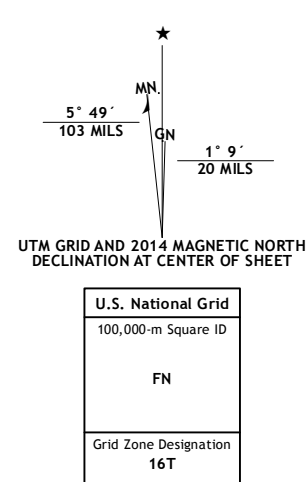 MN.
5° 49´
103 MILS
GN
1° 9´
20 MILS
UTM GRID AND 2014 MAGNETIC NORTH
DECLINATION AT CENTER OF SHEET
U.S. National Grid
100,000-m Square ID
FN
Grid Zone Designation
16T